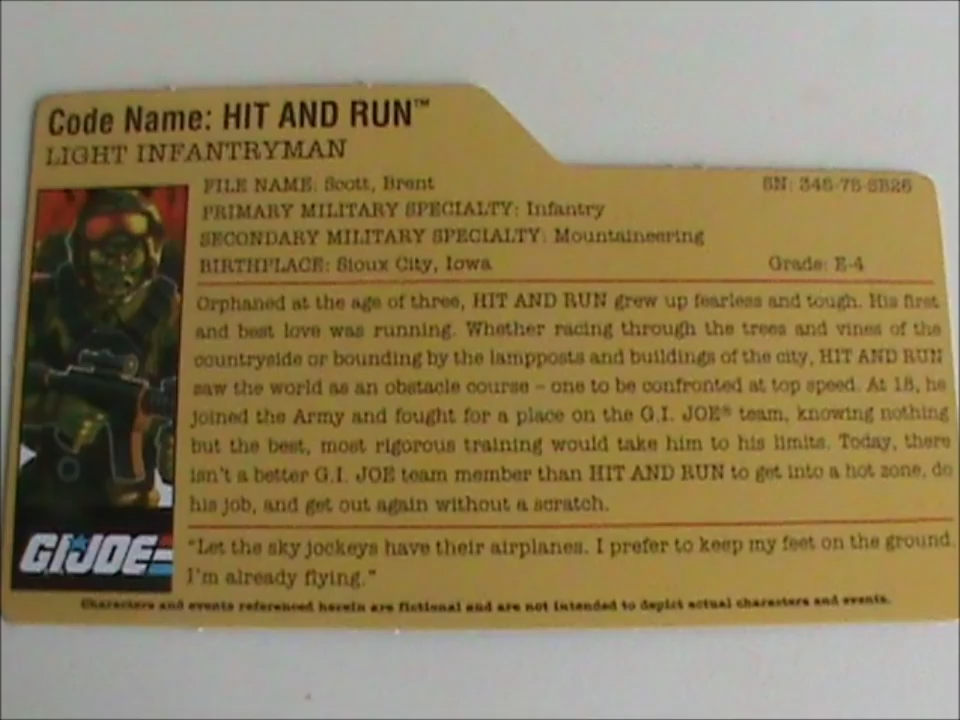 Code Name: HIT AND RUN™
LIGHT INFANTRYMAN
FILE NAME: Scott, Brent SN: 346-75-SB26
PRIMARY MILITARY SPECIALTY: Infantry
SECONDARY MILITARY SPECIALTY: Mountaineering
BIRTHPLACE: Sioux City, Iowa Grade: E-4
Orphaned at the age of three, HIT AND RUN grew up fearless and tough. His first
and best love was running. Whether racing through the trees and vines of the
countryside or bounding by the lampposts and buildings of the city, HIT AND RUN
saw the world as an obstacle course – one to be confronted at top speed. At 18, he
joined the Army and fought for a place on the G.I. JOE® team, knowing nothing
but the best, most rigorous training would take him to his limits. Today, there
isn't a better G.I. JOE team member than HIT AND RUN to get into a hot zone, do
his job, and get out again without a scratch.
GI JOE
"Let the sky jockeys have their airplanes. I prefer to keep my feet on the ground.
I'm already flying."
Characters and events referenced herein are fictional and are not intended to depict actual characters and events.